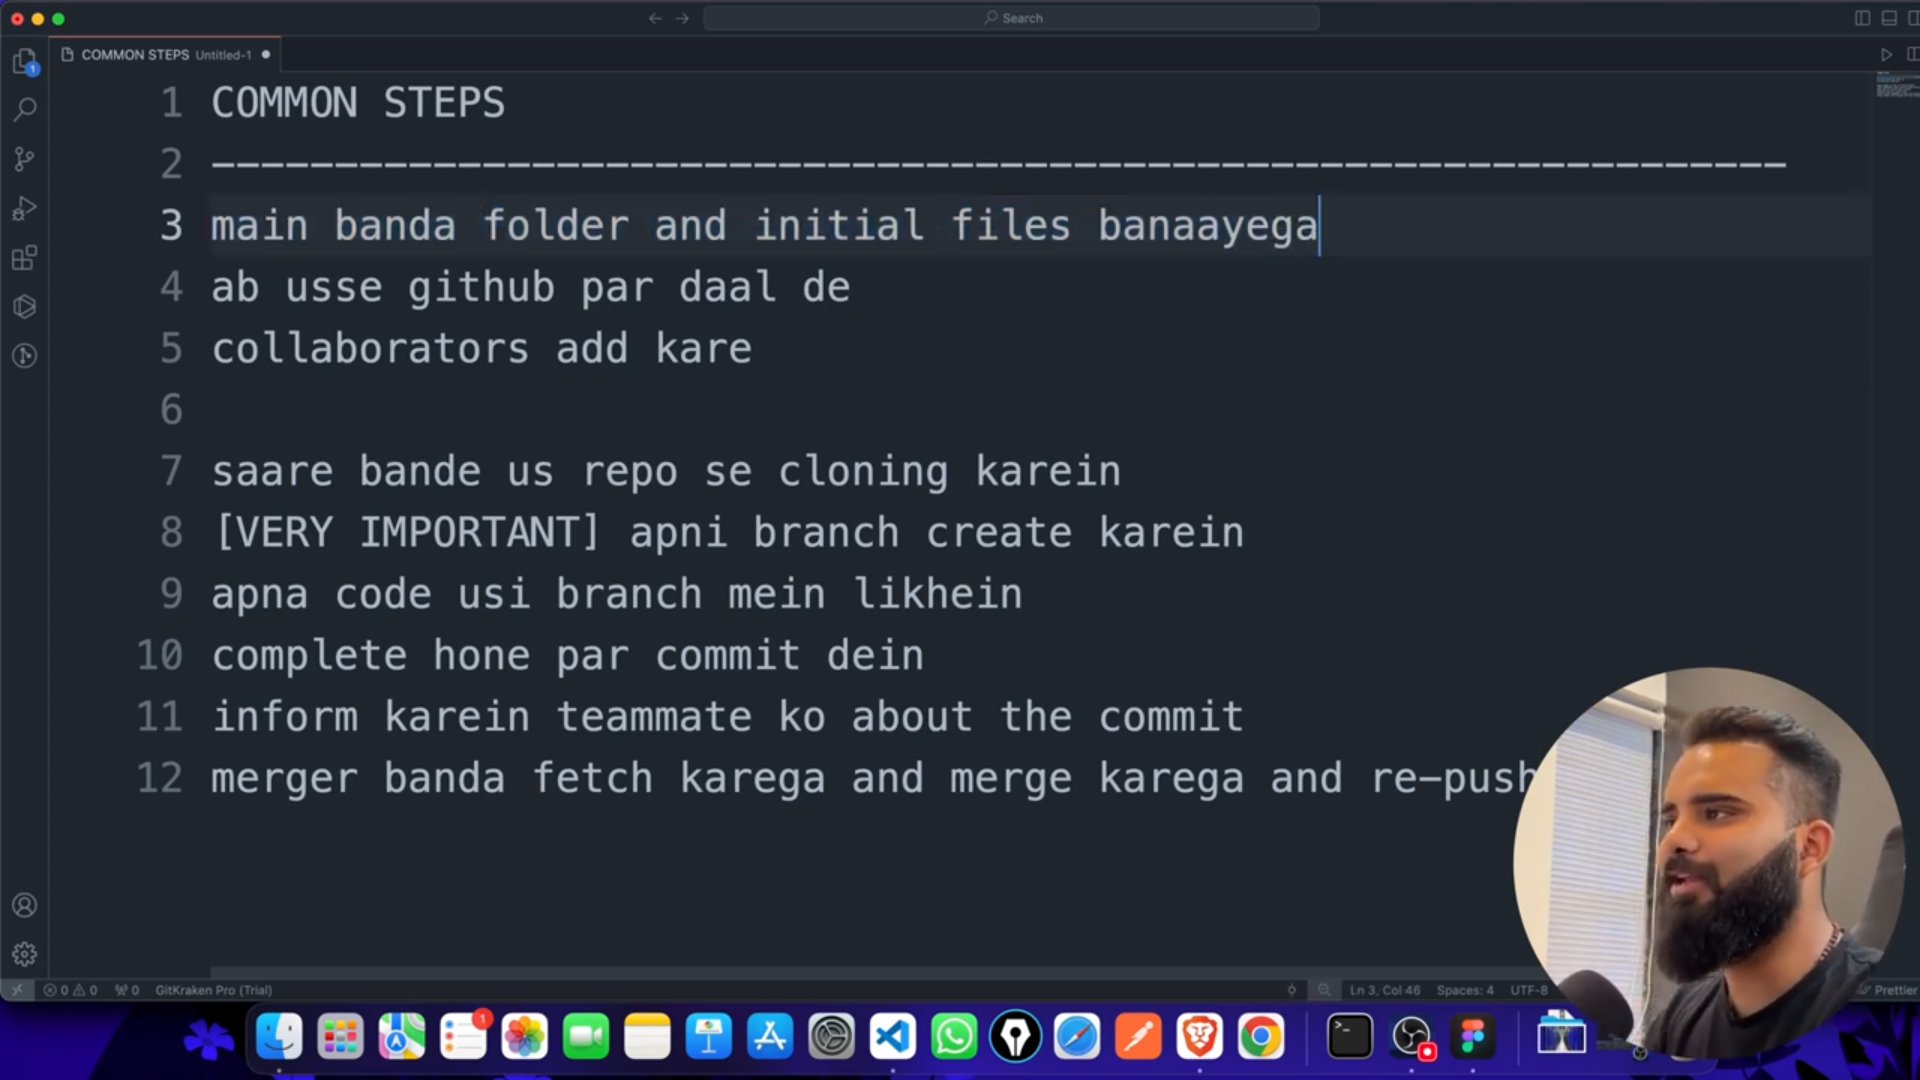 Search
COMMON STEPS Untitled-1
1 COMMON STEPS
2 ----------------------------------------------------------------
3 main banda folder and initial files banaayega
4 ab usse github par daal de
5 collaborators add kare
6
7 saare bande us repo se cloning karein
8 [VERY IMPORTANT] apni branch create karein
9 apna code usi branch mein likhein
10 complete hone par commit dein
11 inform karein teammate ko about the commit
12 merger banda fetch karega and merge karega and re-push
0 0 0 GitKraken Pro (Trial) Ln 3, Col 46 Spaces: 4 UTF-8 Prettier